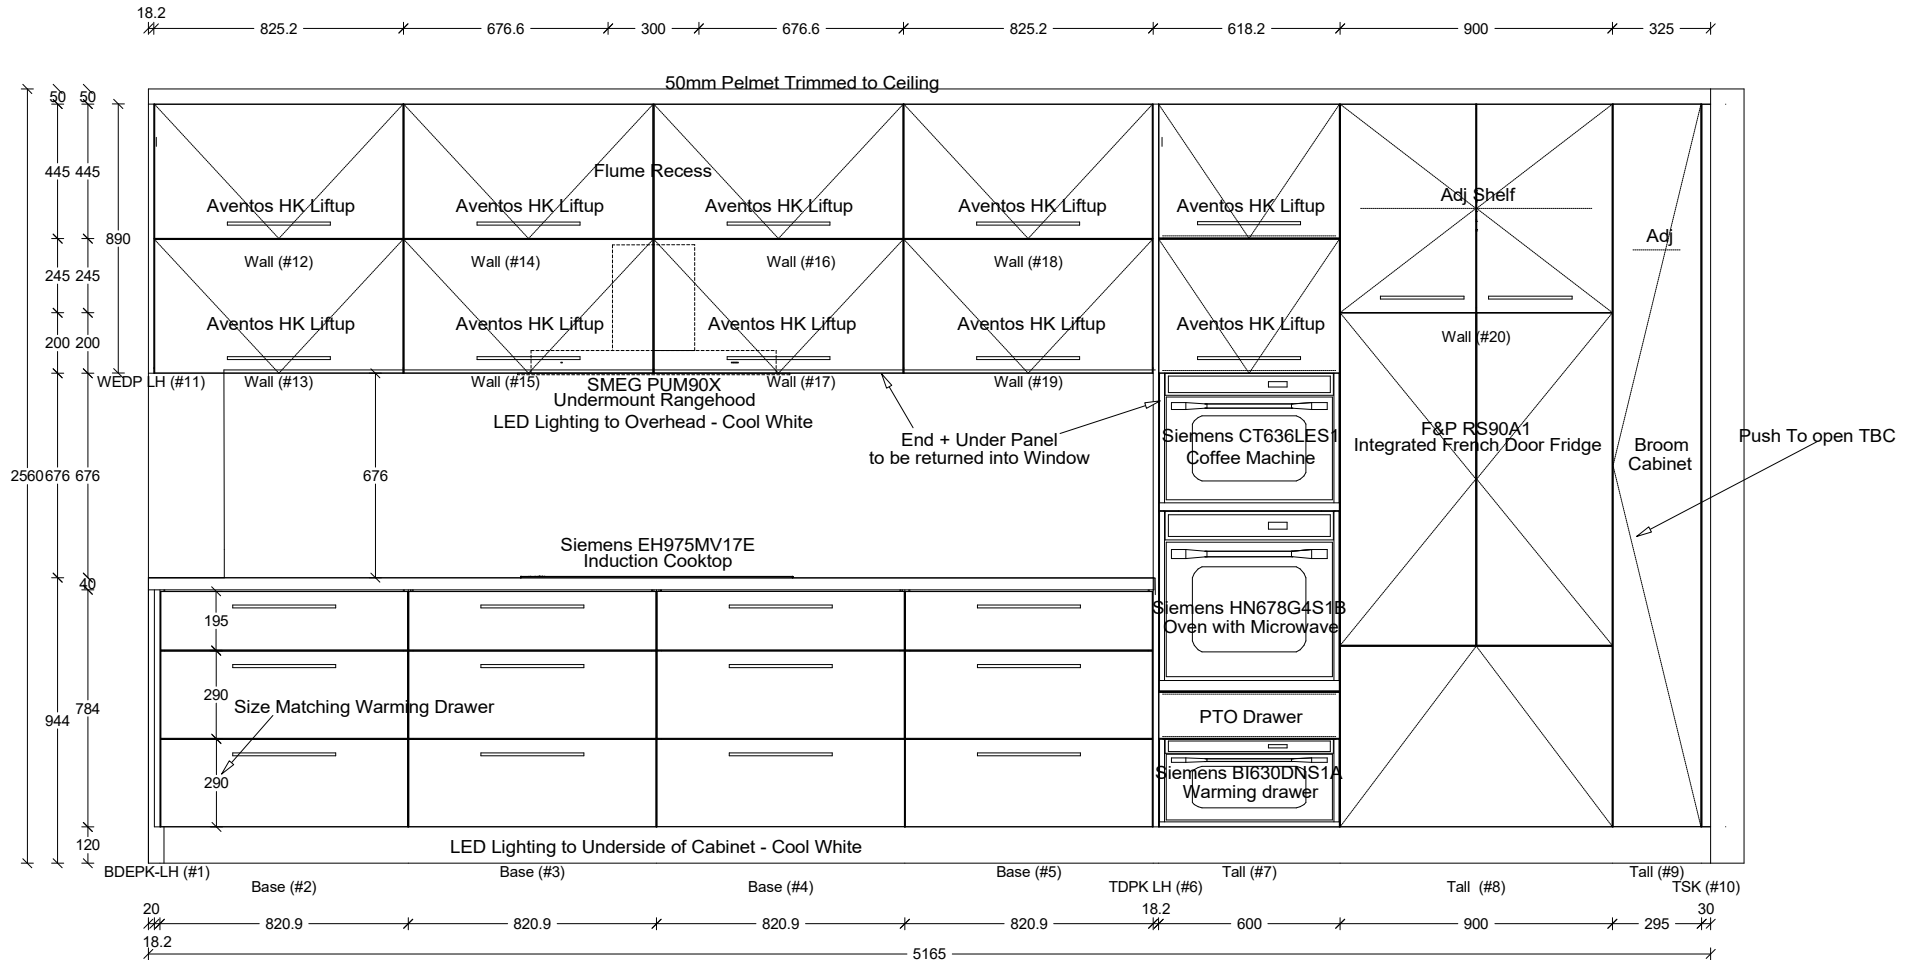 18.2
825.2 676.6 300 676.6 825.2 618.2 900 325
50mm Pelmet Trimmed to Ceiling
50 50
445 445
Flume Recess
Aventos HK Liftup Aventos HK Liftup Aventos HK Liftup Aventos HK Liftup Aventos HK Liftup
Adj Shelf
890
Adj
Wall (#12) Wall (#14) Wall (#16) Wall (#18)
245 245
Aventos HK Liftup Aventos HK Liftup Aventos HK Liftup Aventos HK Liftup Aventos HK Liftup
200 200
Wall (#20)
WEDP LH (#11) Wall (#13) Wall (#15) Wall (#17) Wall (#19)
SMEG PUM90X
Undermount Rangehood
LED Lighting to Overhead - Cool White
End + Under Panel
to be returned into Window
Siemens CT636LES1
Coffee Machine
F&P RS90A1
Integrated French Door Fridge
Broom
Cabinet
Push To open TBC
2560 676 676 676
Siemens EH975MV17E
Induction Cooktop
40
195
Siemens HN678G4S1B
Oven with Microwave
290
Size Matching Warming Drawer
944 784
PTO Drawer
290
Siemens BI630DNS1A
Warming drawer
120
LED Lighting to Underside of Cabinet - Cool White
BDEPK-LH (#1) Base (#3) Base (#5) Tall (#7) Tall (#9)
Base (#2) Base (#4) TDPK LH (#6) Tall (#8) TSK (#10)
20 18.2 30
820.9 820.9 820.9 820.9 600 900 295
18.2
5165